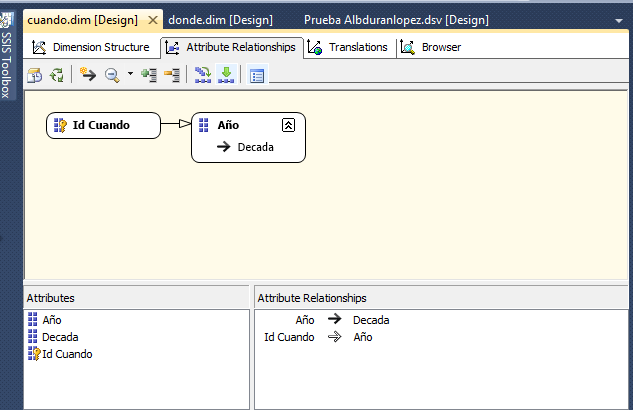 cuando.dim [Design]
donde.dim [Design]
Prueba Albduranlopez.dsv [Design]
SSIS Toolbox
Dimension Structure
Attribute Relationships
Translations
Browser
Id Cuando
Año
Decada
Attributes
Año
Decada
Id Cuando
Attribute Relationships
Año Decada
Id Cuando Año